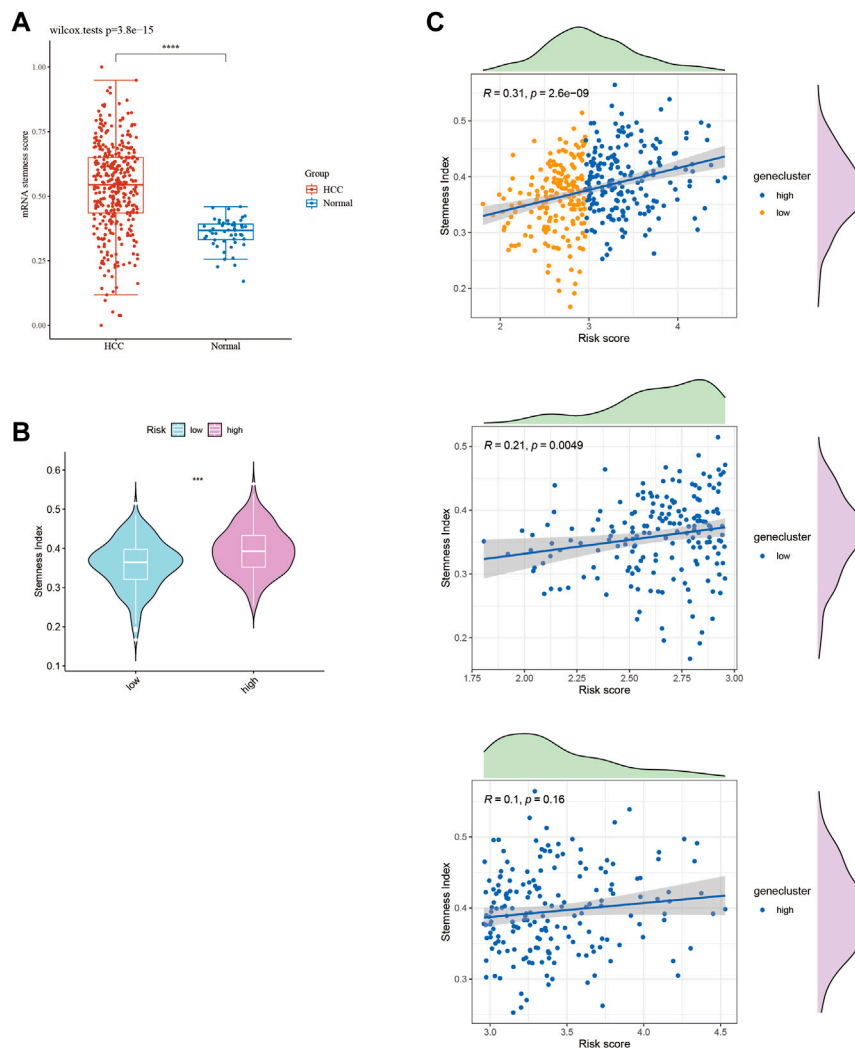 A
wilcox.tests p=3.8e−15
****
mRNA stemness score
1.00
0.75
0.50
0.25
0.00
HCC
Normal
Group
HCC
Normal
B
Risk
low
high
***
Stemness Index
0.6
0.5
0.4
0.3
0.2
0.1
low
high
C
R = 0.31, p = 2.6e−09
Stemness Index
0.5
0.4
0.3
0.2
2
3
4
Risk score
genecluster
high
low
R = 0.21, p = 0.0049
Stemness Index
0.5
0.4
0.3
0.2
1.75
2.00
2.25
2.50
2.75
3.00
Risk score
genecluster
low
R = 0.1, p = 0.16
Stemness Index
0.5
0.4
0.3
3.0
3.5
4.0
4.5
Risk score
genecluster
high